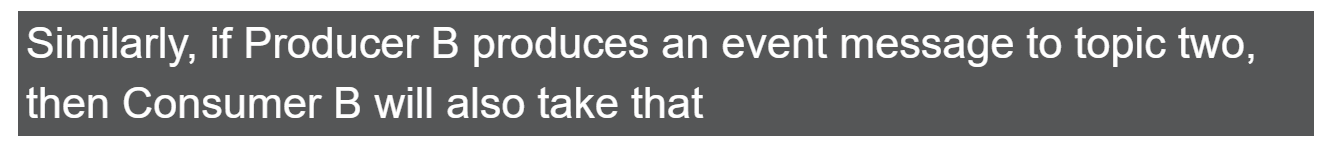 Similarly, if Producer B produces an event message to topic two,
then Consumer B will also take that